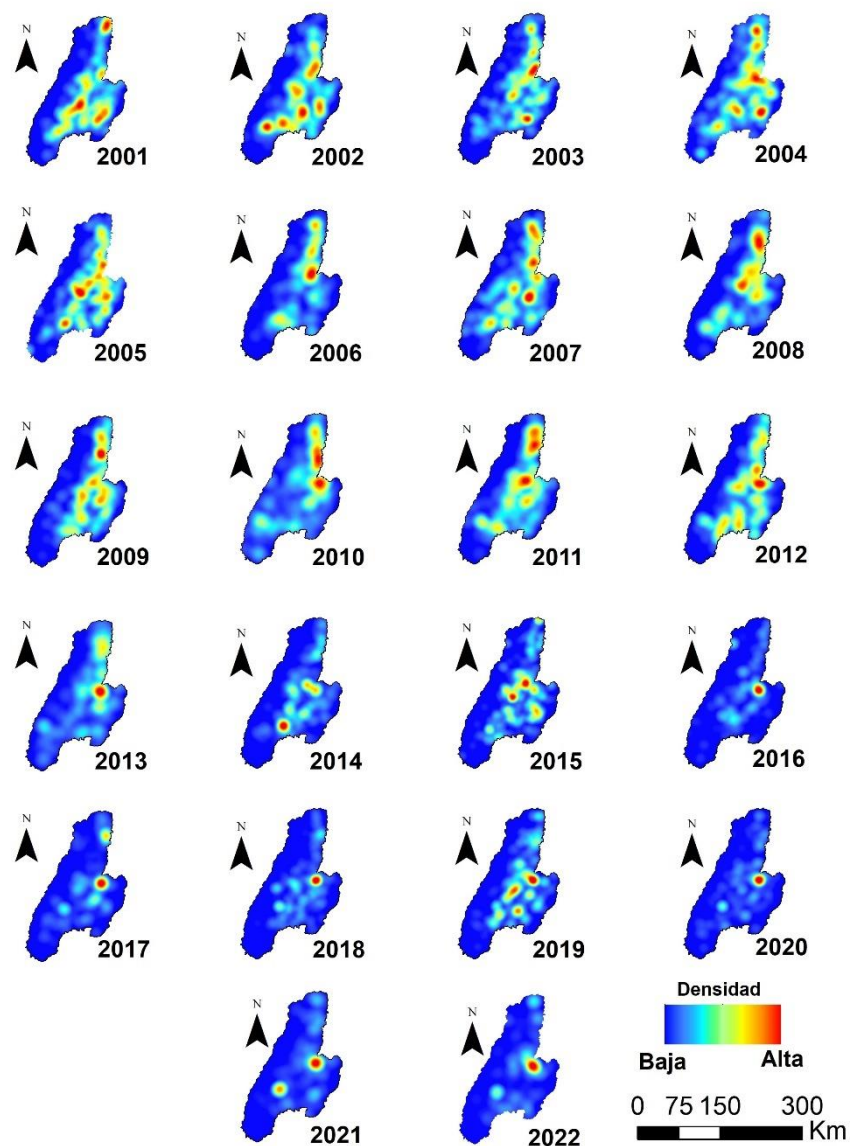 N N N N
2001 2002 2003 2004
N N N N
2005 2006 2007 2008
N N N N
2009 2010 2011 2012
N N N N
2013 2014 2015 2016
N N N N
2017 2018 2019 2020
N N
Densidad
Baja Alta
2021 2022
0 75 150 300
Km